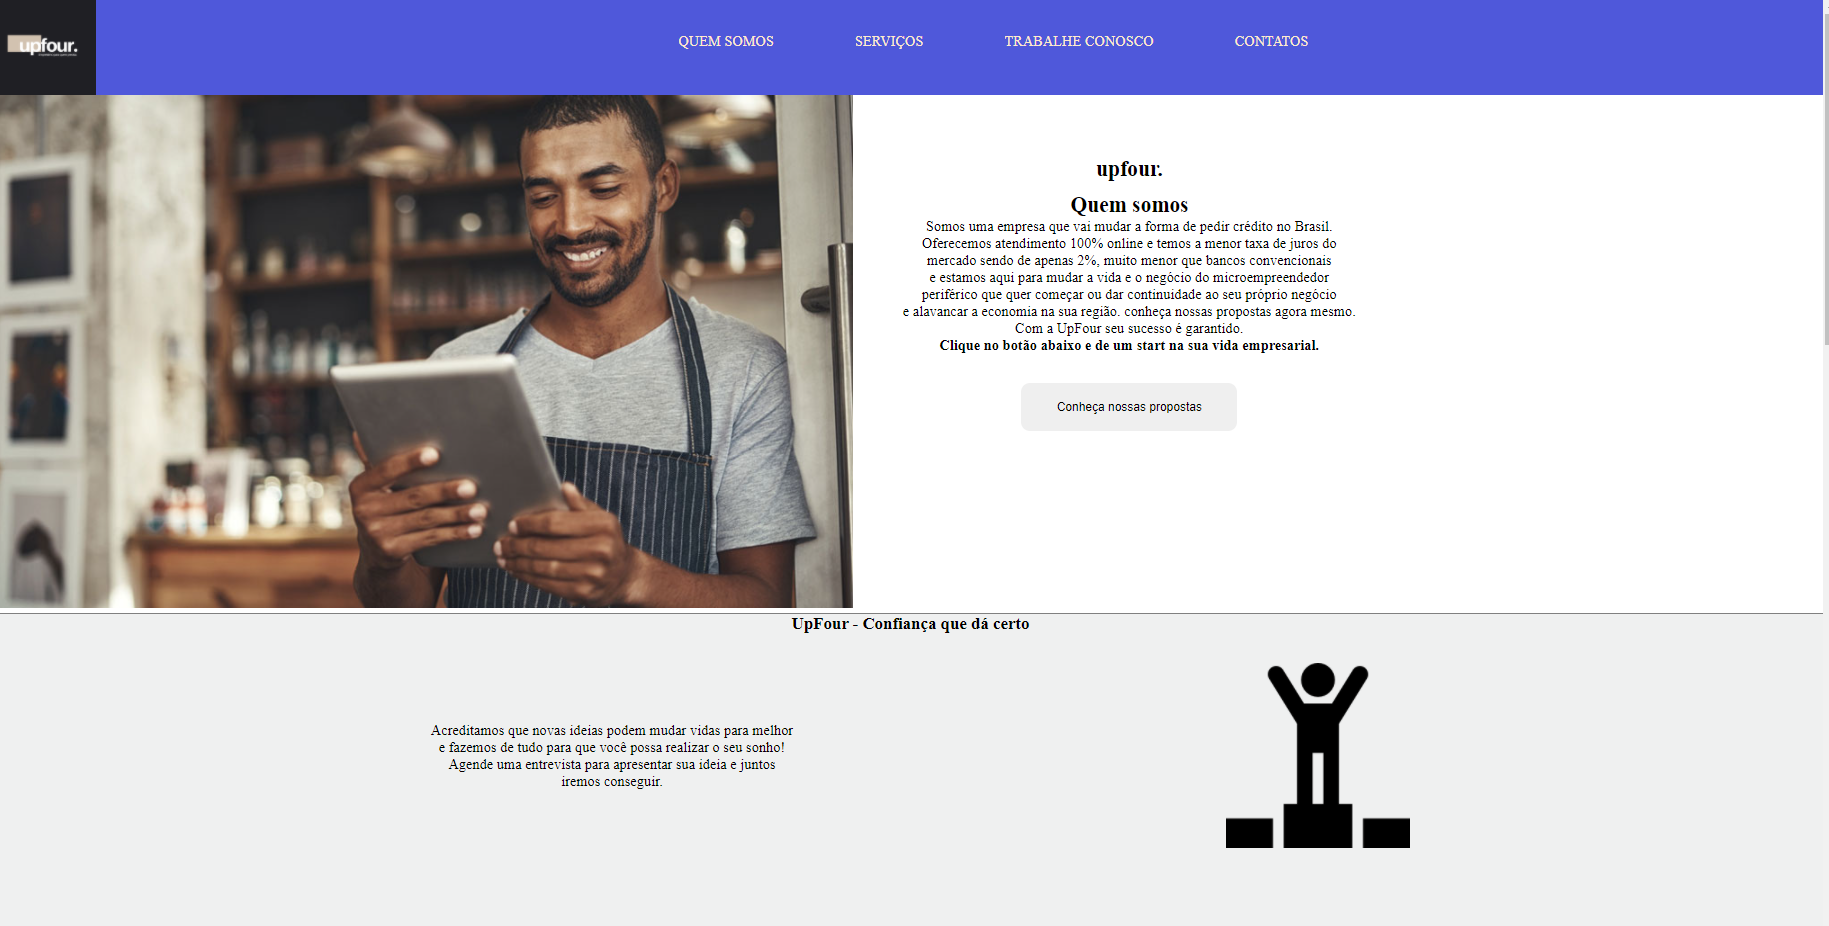 upfour.
QUEM SOMOS
SERVIÇOS
TRABALHE CONOSCO
CONTATOS
upfour.
Quem somos
Somos uma empresa que vai mudar a forma de pedir crédito no Brasil.
Oferecemos atendimento 100% online e temos a menor taxa de juros do
mercado sendo de apenas 2%, muito menor que bancos convencionais
e estamos aqui para mudar a vida e o negócio do microempreendedor
periférico que quer começar ou dar continuidade ao seu próprio negócio
e alavancar a economia na sua região. conheça nossas propostas agora mesmo.
Com a UpFour seu sucesso é garantido.
Clique no botão abaixo e de um start na sua vida empresarial.
Conheça nossas propostas
UpFour - Confiança que dá certo
Acreditamos que novas ideias podem mudar vidas para melhor
e fazemos de tudo para que você possa realizar o seu sonho!
Agende uma entrevista para apresentar sua ideia e juntos
iremos conseguir.